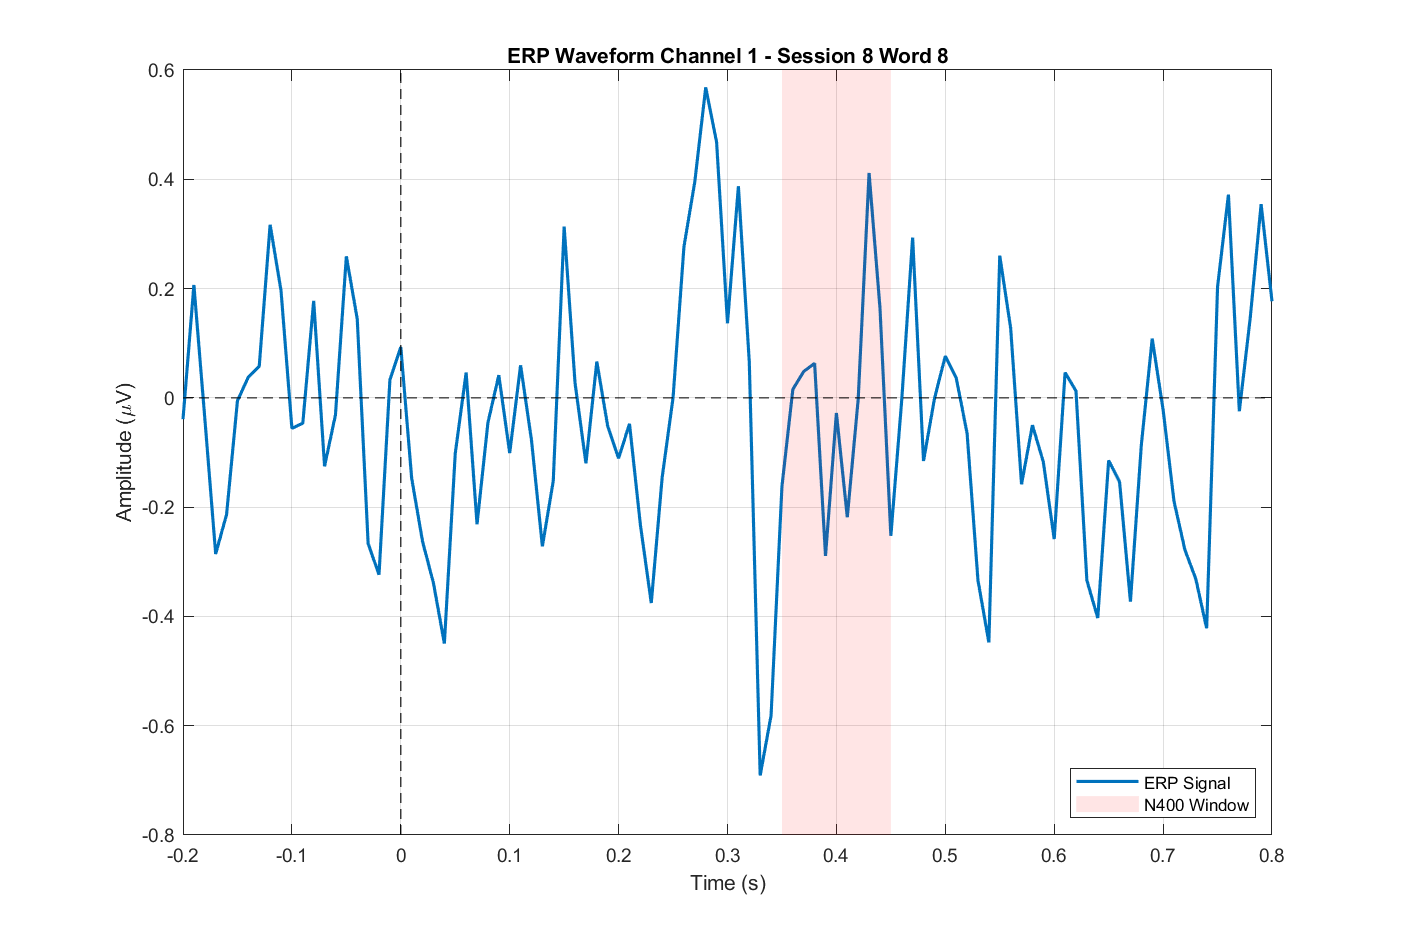 ERP Waveform Channel 1 - Session 8 Word 8
0.6
0.4
0.2
0
-0.2
-0.4
-0.6
-0.8
Amplitude (μV)
-0.2 -0.1 0 0.1 0.2 0.3 0.4 0.5 0.6 0.7 0.8
Time (s)
ERP Signal
N400 Window